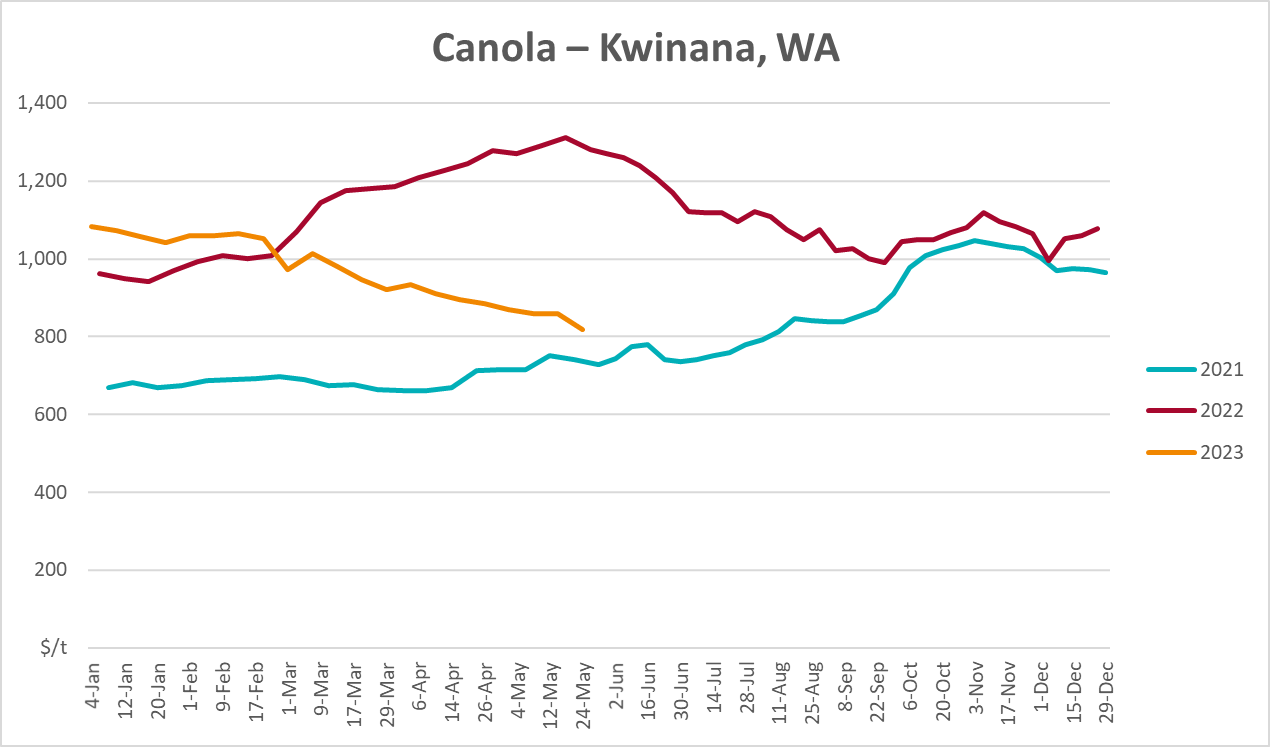 Canola – Kwinana, WA
1,400
1,200
1,000
800
600
400
200
$/t
4-Jan
12-Jan
20-Jan
1-Feb
9-Feb
17-Feb
1-Mar
9-Mar
17-Mar
29-Mar
6-Apr
14-Apr
26-Apr
4-May
12-May
24-May
2-Jun
16-Jun
30-Jun
14-Jul
28-Jul
11-Aug
25-Aug
8-Sep
22-Sep
6-Oct
20-Oct
3-Nov
17-Nov
1-Dec
15-Dec
29-Dec
2021
2022
2023